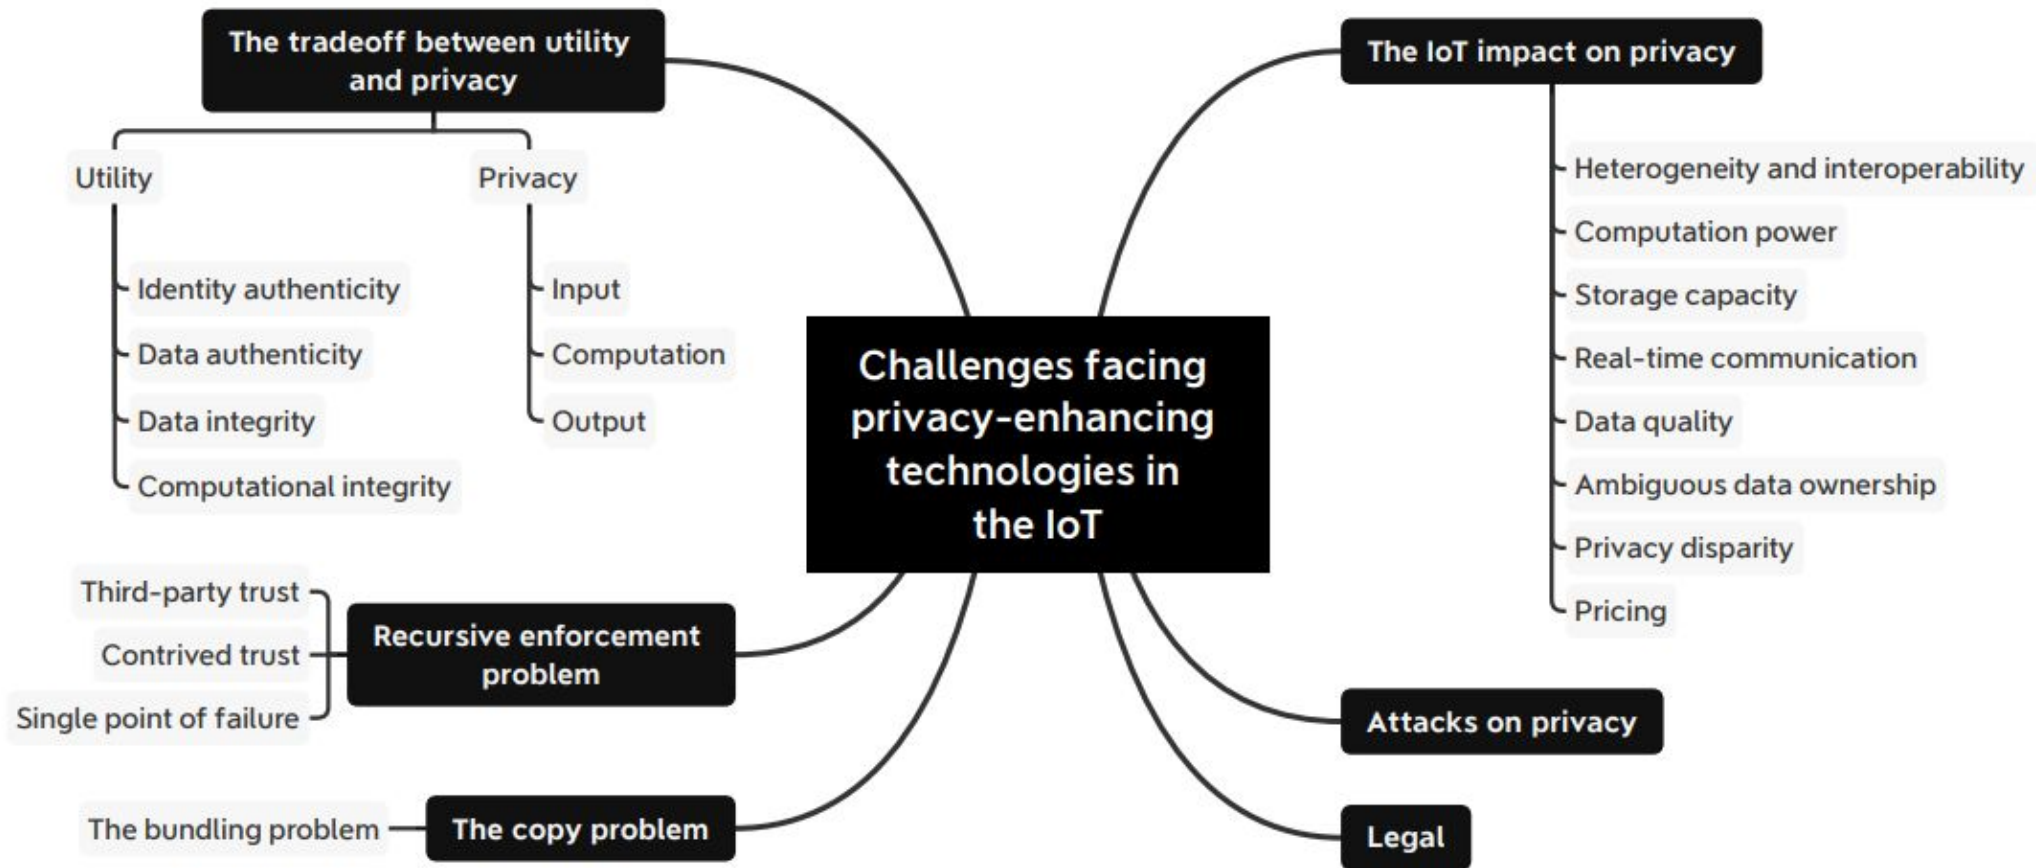 The tradeoff between utility
and privacy
Utility
Identity authenticity
Data authenticity
Data integrity
Computational integrity
Privacy
Input
Computation
Output
Recursive enforcement
problem
Third-party trust
Contrived trust
Single point of failure
The copy problem
The bundling problem
Challenges facing
privacy-enhancing
technologies in
the IoT
The IoT impact on privacy
Heterogeneity and interoperability
Computation power
Storage capacity
Real-time communication
Data quality
Ambiguous data ownership
Privacy disparity
Pricing
Attacks on privacy
Legal